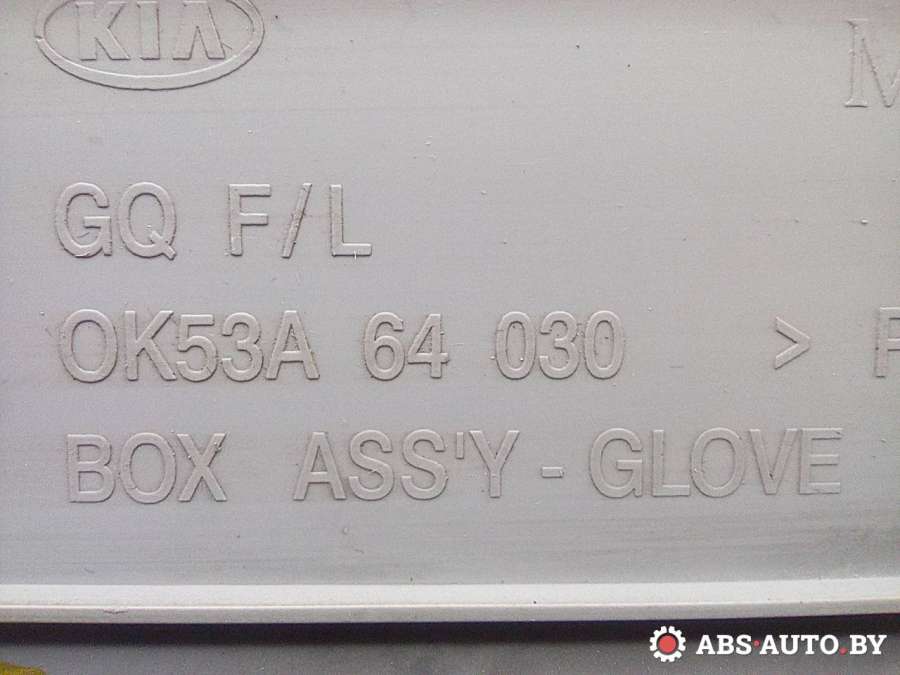 KIA
M
GQ F/L
OK53A 64 030 > P
BOX ASS'Y - GLOVE
ABS·AUTO.BY